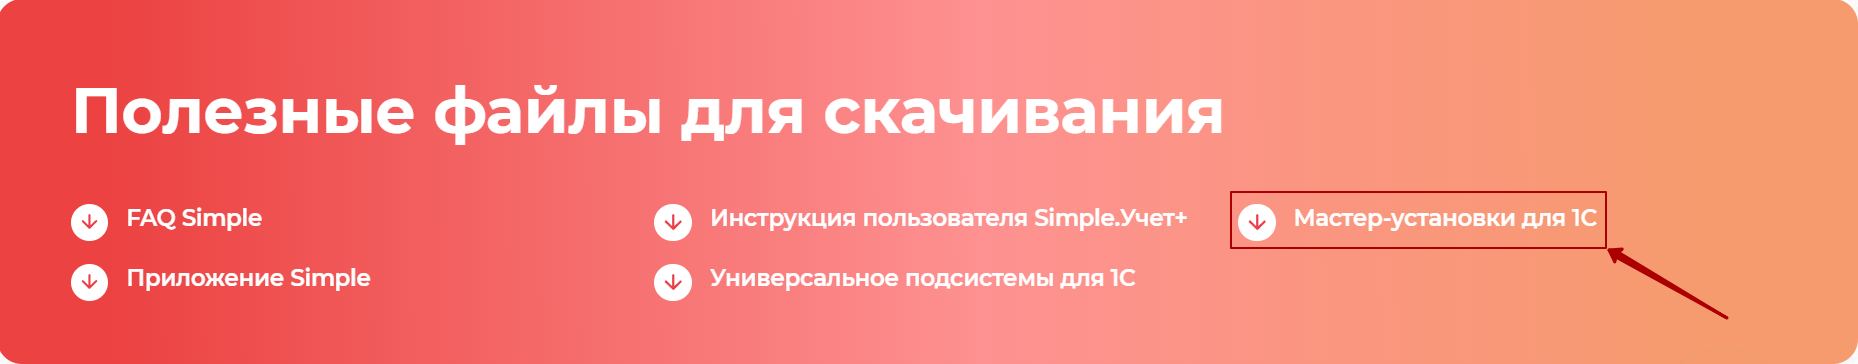 Полезные файлы для скачивания
FAQ Simple
Приложение Simple
Инструкция пользователя Simple.Учет+
Универсальное подсистемы для 1С
Мастер-установки для 1С